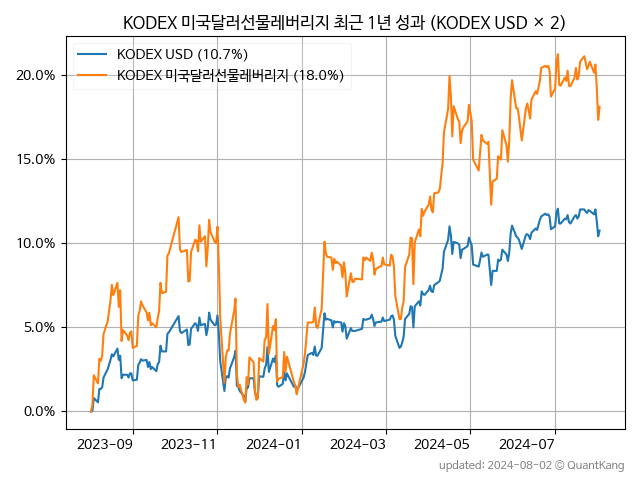 KODEX 미국달러선물레버리지 최근 1년 성과 (KODEX USD × 2)
KODEX USD (10.7%)
KODEX 미국달러선물레버리지 (18.0%)
20.0%
15.0%
10.0%
5.0%
0.0%
2023-09 2023-11 2024-01 2024-03 2024-05 2024-07
updated: 2024-08-02 © QuantKang